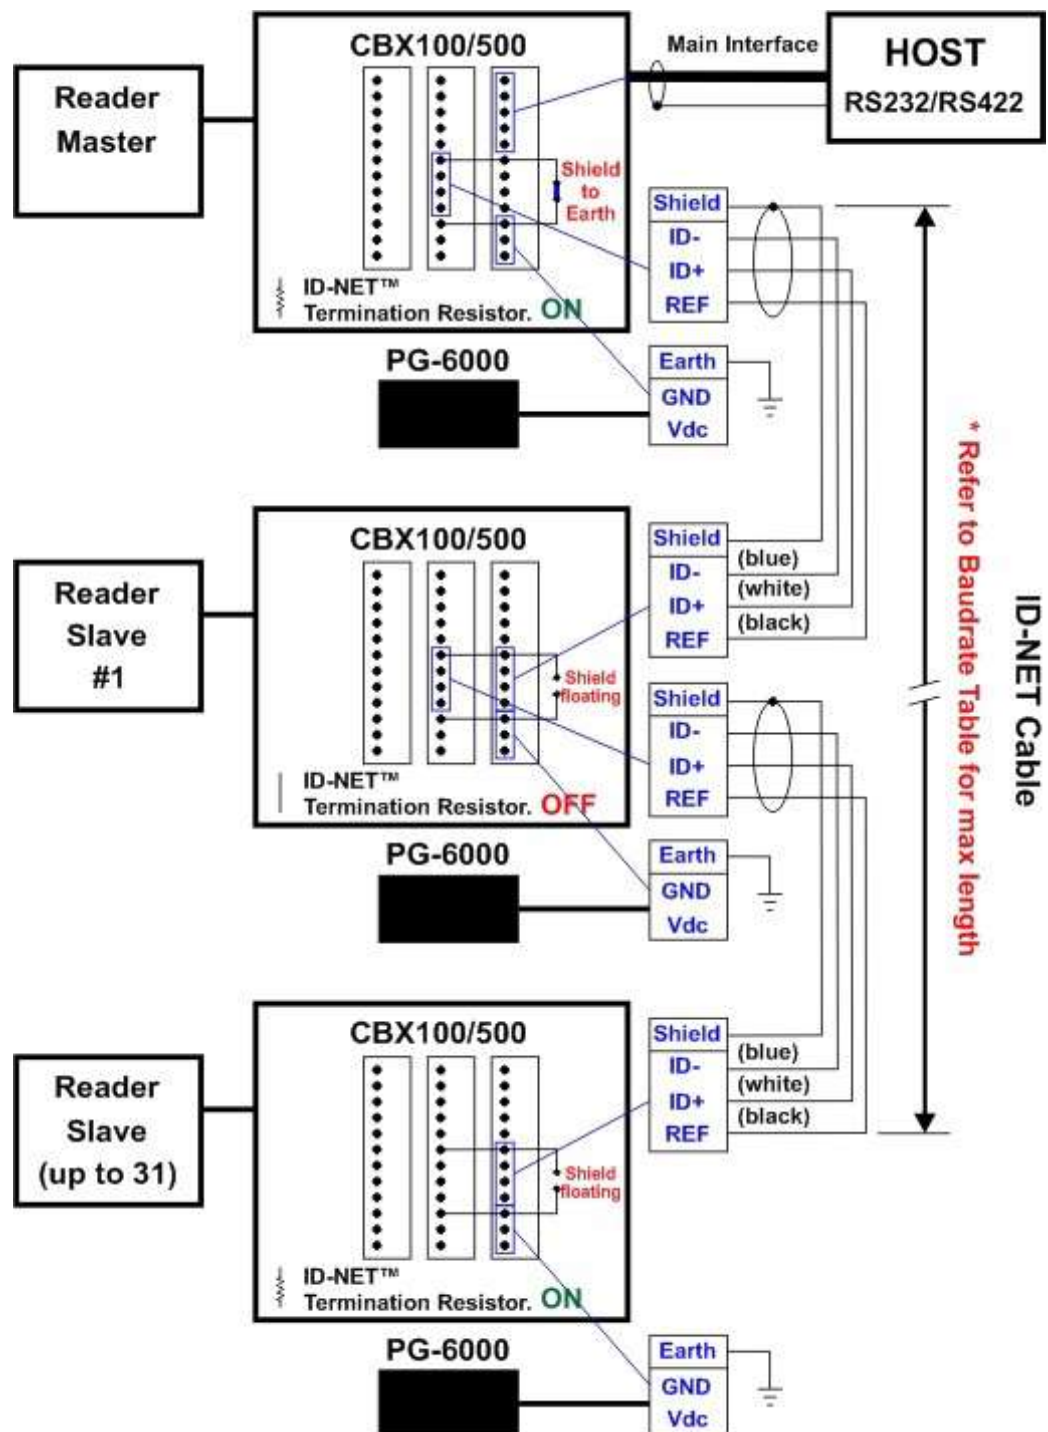 CBX100/500
Main Interface
HOST
RS232/RS422
Reader
Master
Shield
to
Earth
Shield
ID-
ID+
REF
ID-NET™
Termination Resistor. ON
PG-6000
Earth
GND
Vdc
CBX100/500
Reader
Slave
#1
Shield
floating
Shield
ID-
(blue)
ID+
(white)
REF
(black)
Shield
ID-
ID+
REF
ID-NET™
Termination Resistor. OFF
PG-6000
Earth
GND
Vdc
* Refer to Baudrate Table for max length
ID-NET Cable
CBX100/500
Reader
Slave
(up to 31)
Shield
floating
Shield
ID-
(blue)
ID+
(white)
REF
(black)
ID-NET™
Termination Resistor. ON
PG-6000
Earth
GND
Vdc